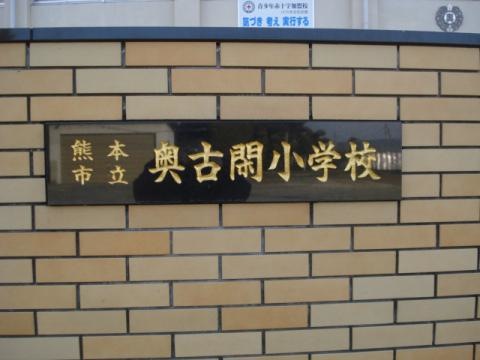 青少年赤十字加盟校
気づき 考え 実行する
熊本
市立
奥古閑小学校